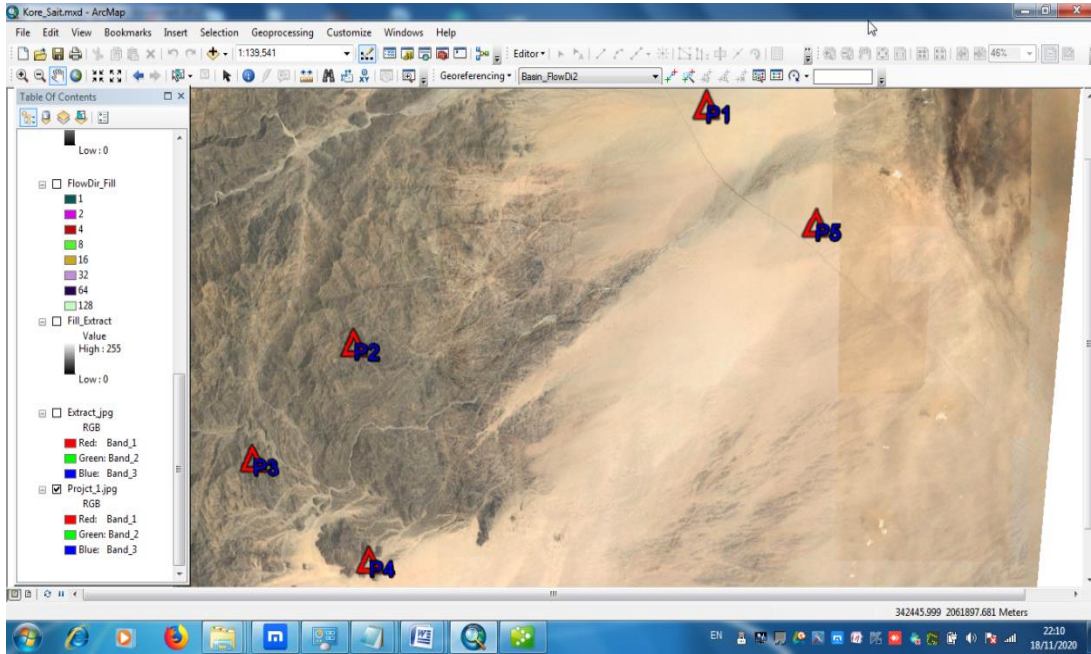 Kore_Sait.mxd - ArcMap
File Edit View Bookmarks Insert Selection Geoprocessing Customize Windows Help
1:139,541 Editor 46%
Georeferencing Basin_FlowDi2
Table Of Contents
Low : 0
FlowDir_Fill
1
2
4
8
16
32
64
128
Fill_Extract
Value
High : 255
Low : 0
Extract_jpg
RGB
Red: Band_1
Green: Band_2
Blue: Band_3
Projct_1.jpg
RGB
Red: Band_1
Green: Band_2
Blue: Band_3
P1
P5
P2
P3
P4
342445.999 2061897.681 Meters
EN
22:10
18/11/2020